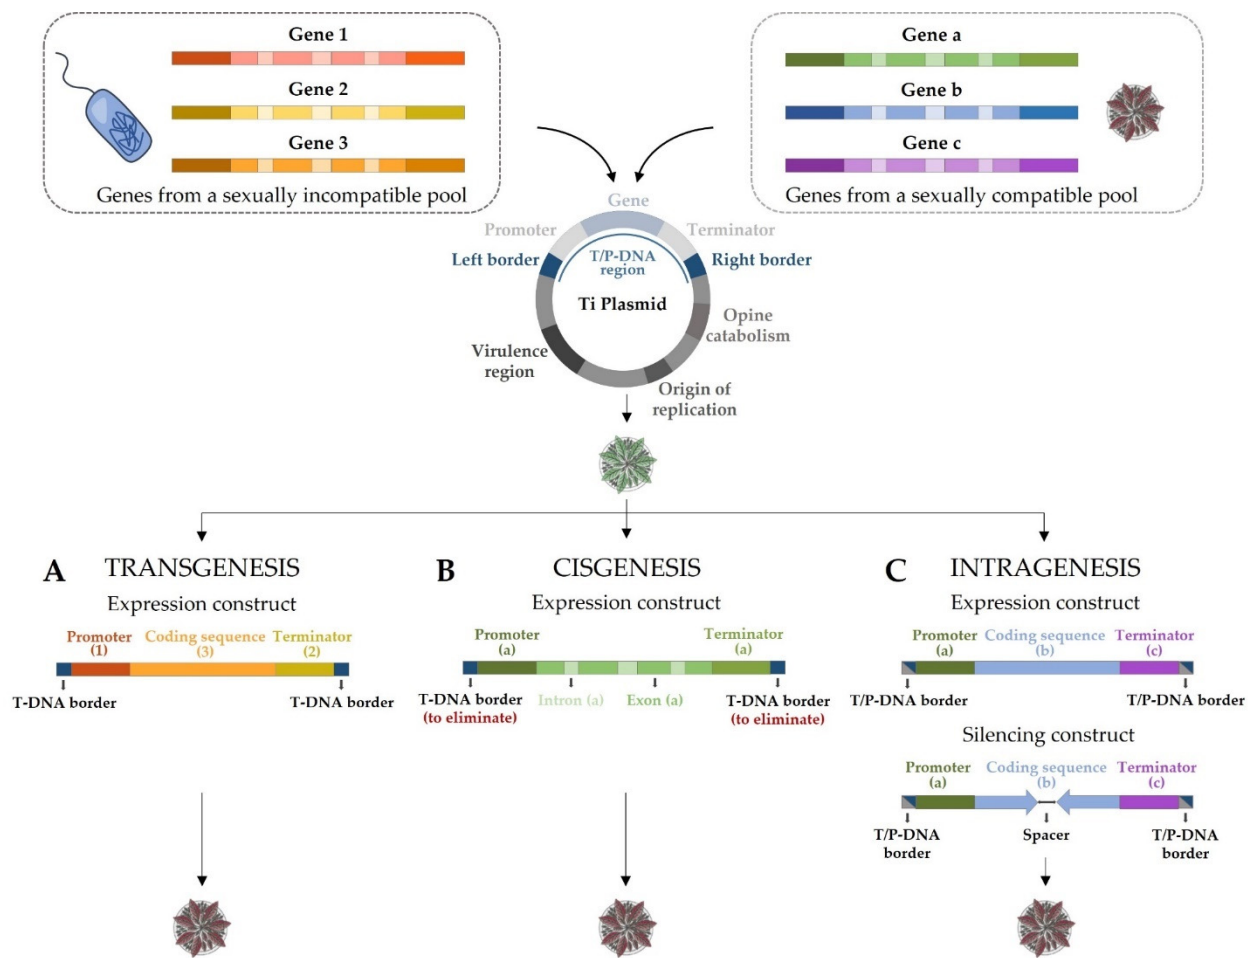 Gene 1
Gene 2
Gene 3
Genes from a sexually incompatible pool
Gene a
Gene b
Gene c
Genes from a sexually compatible pool
Gene
Promoter
Terminator
Left border
T/P-DNA
region
Right border
Ti Plasmid
Opine
catabolism
Virulence
region
Origin of
replication
A TRANSGENESIS
Expression construct
Promoter
(1)
Coding sequence
(3)
Terminator
(2)
T-DNA border
T-DNA border
B CISGENESIS
Expression construct
Promoter
(a)
Terminator
(a)
T-DNA border
(to eliminate)
Intron (a)
Exon (a)
T-DNA border
(to eliminate)
C INTRAGENESIS
Expression construct
Promoter
(a)
Coding sequence
(b)
Terminator
(c)
T/P-DNA border
T/P-DNA border
Silencing construct
Promoter
(a)
Coding sequence
(b)
Terminator
(c)
T/P-DNA
border
Spacer
T/P-DNA
border